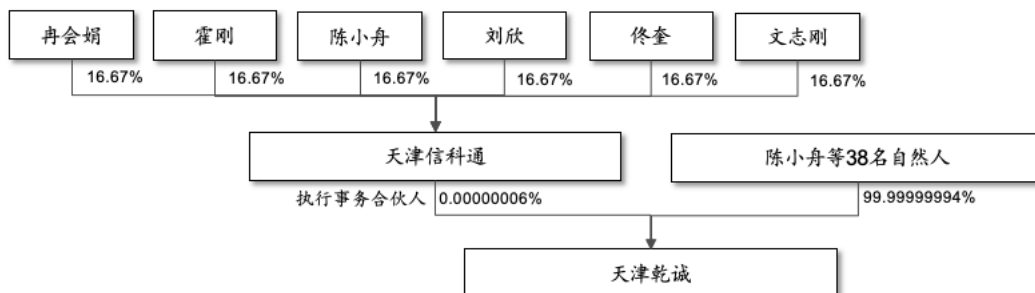 冉会娟 霍刚 陈小舟 刘欣 佟奎 文志刚
16.67% 16.67% 16.67% 16.67% 16.67% 16.67%
天津信科通 陈小舟等38名自然人
执行事务合伙人 0.00000006% 99.99999994%
天津乾诚